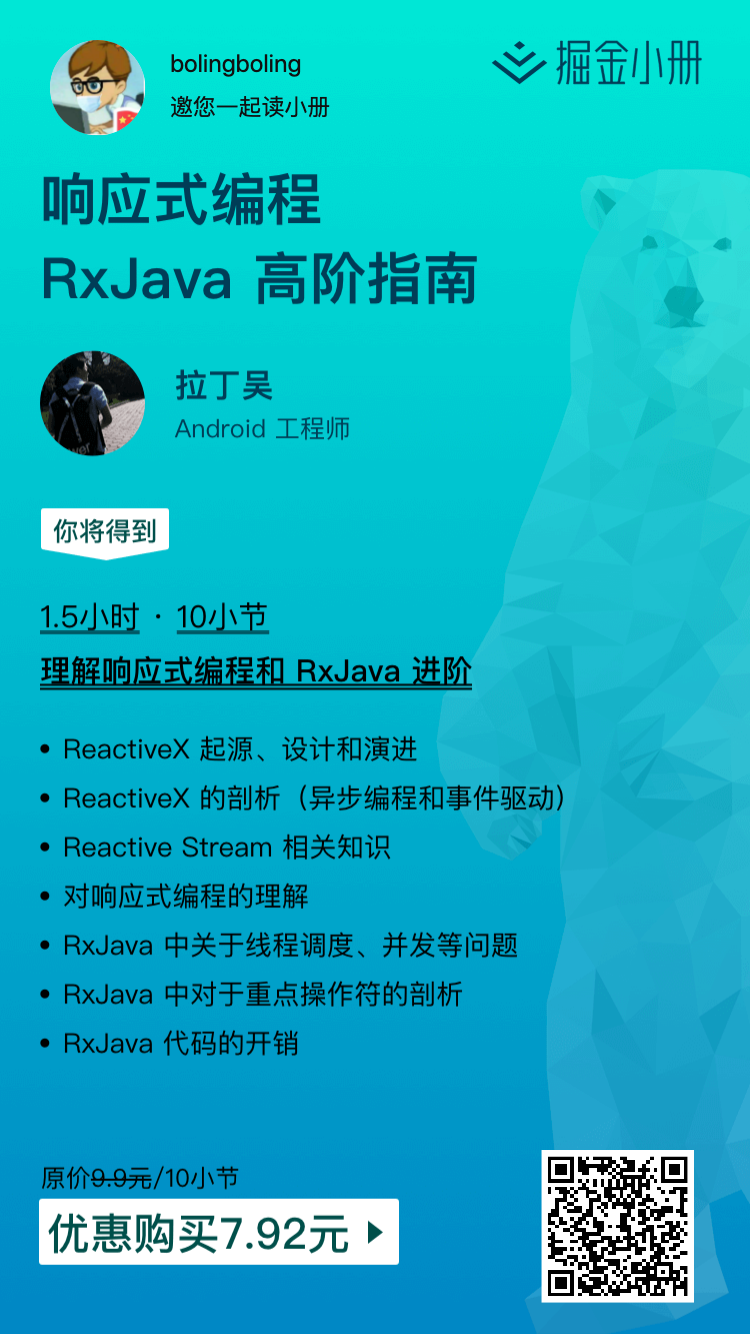 bolingboling
掘金小册
邀您一起读小册
响应式编程
RxJava 高阶指南
拉丁吴
Android 工程师
你将得到
1.5小时 · 10小节
理解响应式编程和 RxJava 进阶
• ReactiveX 起源、设计和演进
• ReactiveX 的剖析（异步编程和事件驱动）
• Reactive Stream 相关知识
• 对响应式编程的理解
• RxJava 中关于线程调度、并发等问题
• RxJava 中对于重点操作符的剖析
• RxJava 代码的开销
原价9.9元/10小节
优惠购买7.92元